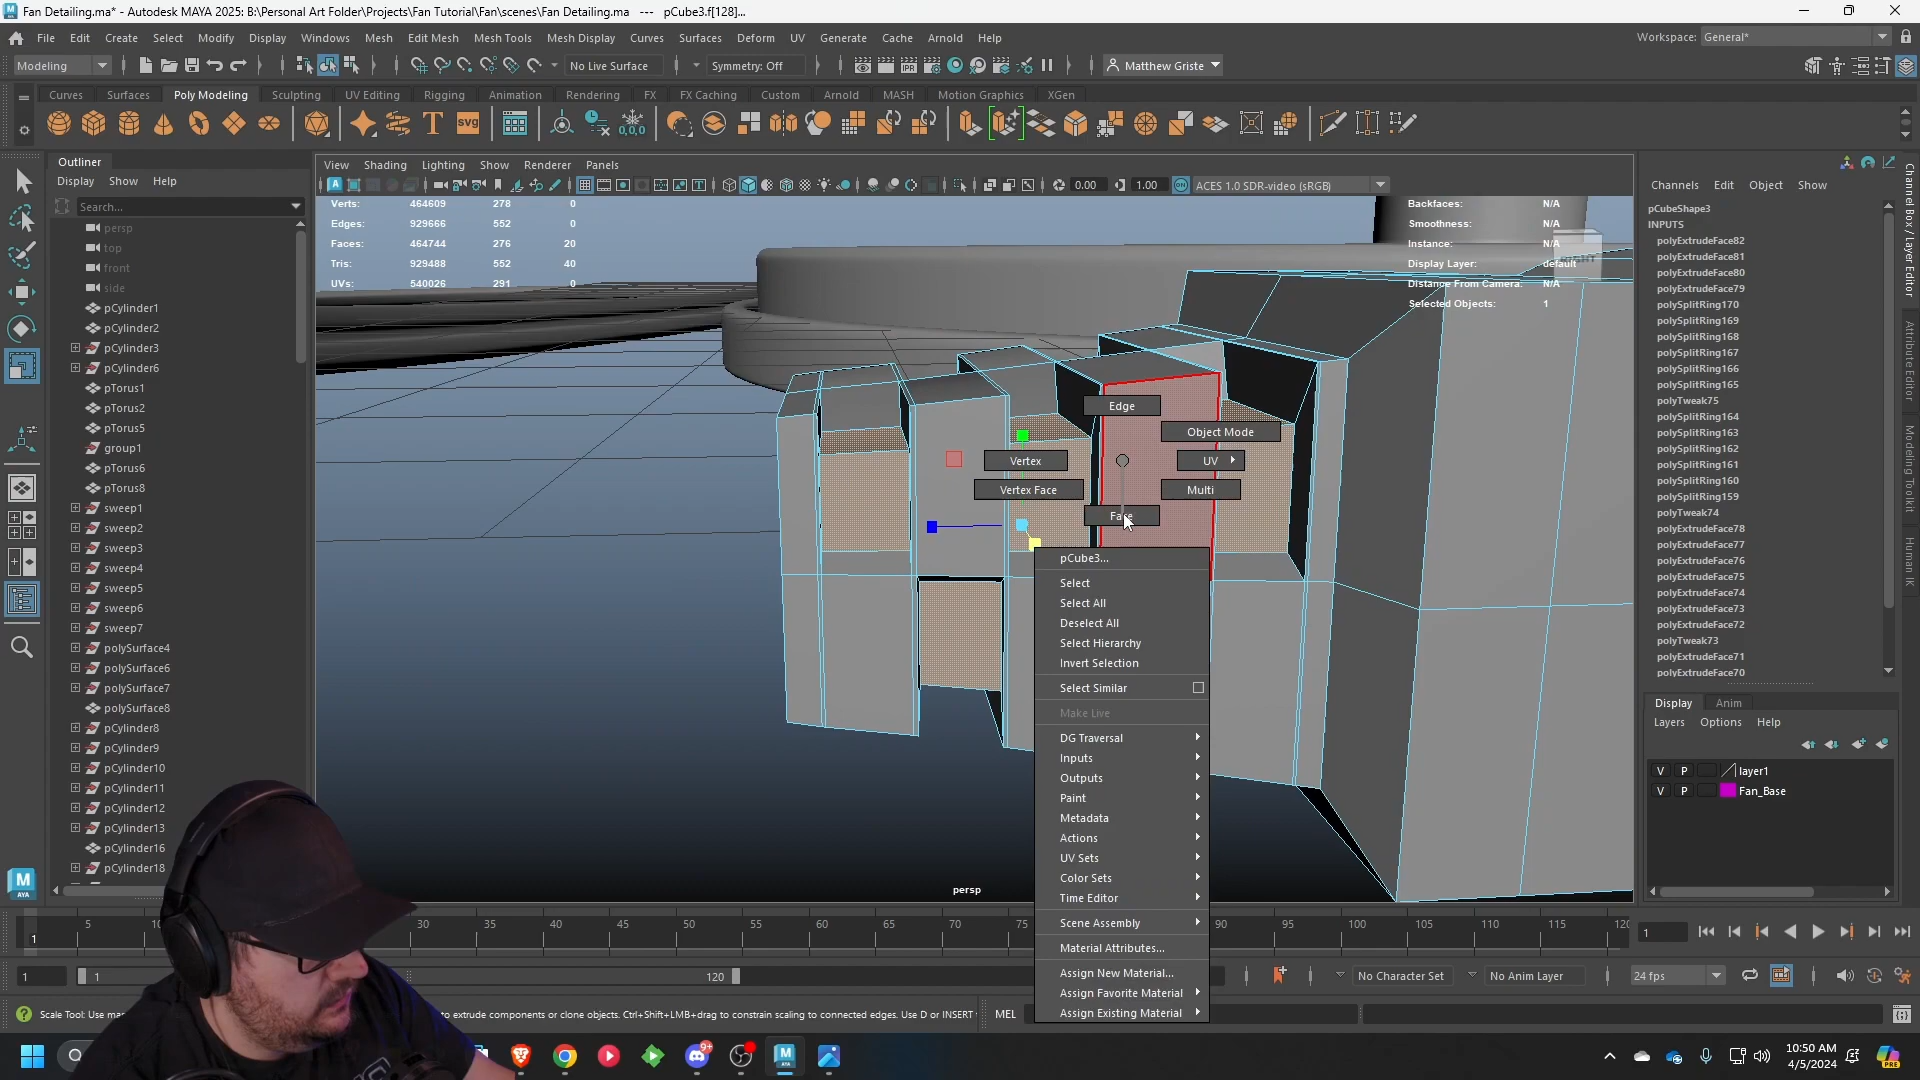 Fan Detailing.ma* - Autodesk MAYA 2025: B:\Personal Art Folder\Projects\Fan Tutorial\Fan\scenes\Fan Detailing.ma   ---   pCube3.f[128]...
File Edit Create Select Modify Display Windows Mesh Edit Mesh Mesh Tools Mesh Display Curves Surfaces Deform UV Generate Cache Arnold Help
Workspace: General*
Modeling
No Live Surface
Symmetry: Off
Matthew Griste
Curves Surfaces Poly Modeling Sculpting UV Editing Rigging Animation Rendering FX FX Caching Custom Arnold MASH Motion Graphics XGen
T SVG
Outliner
Display Show Help
Search...
persp
top
front
side
pCylinder1
pCylinder2
pCylinder3
pCylinder6
pTorus1
pTorus2
pTorus5
group1
pTorus6
pTorus8
sweep1
sweep2
sweep3
sweep4
sweep5
sweep6
sweep7
polySurface4
polySurface6
polySurface7
polySurface8
pCylinder8
pCylinder9
pCylinder10
pCylinder11
pCylinder12
pCylinder13
pCylinder16
pCylinder18
View Shading Lighting Show Renderer Panels
0.00
1.00
ACES 1.0 SDR-video (sRGB)
Verts: 464609 278 0
Edges: 929666 552 0
Faces: 464744 276 20
Tris: 929488 552 40
UVs: 540026 291 0
Backfaces: N/A
Smoothness: N/A
Instance: N/A
Display Layer: default
Distance From Camera: N/A
Selected Objects: 1
Edge
Object Mode
Vertex
UV
Vertex Face
Multi
Face
pCube3...
Select
Select All
Deselect All
Select Hierarchy
Invert Selection
Select Similar
Make Live
DG Traversal
Inputs
Outputs
Paint
Metadata
Actions
UV Sets
Color Sets
Time Editor
Scene Assembly
Material Attributes...
Assign New Material...
Assign Favorite Material
Assign Existing Material
persp
Channels Edit Object Show
pCubeShape3
INPUTS
polyExtrudeFace82
polyExtrudeFace81
polyExtrudeFace80
polyExtrudeFace79
polySplitRing170
polySplitRing169
polySplitRing168
polySplitRing167
polySplitRing166
polySplitRing165
polyTweak75
polySplitRing164
polySplitRing163
polySplitRing162
polySplitRing161
polySplitRing160
polySplitRing159
polyTweak74
polyExtrudeFace78
polyExtrudeFace77
polyExtrudeFace76
polyExtrudeFace75
polyExtrudeFace74
polyExtrudeFace73
polyExtrudeFace72
polyTweak73
polyExtrudeFace71
polyExtrudeFace70
Display Anim
Layers Options Help
V P layer1
V P Fan_Base
Channel Box / Layer Editor
Attribute Editor
Modeling Toolkit
Human IK
5 10 30 35 40 45 50 55 60 65 70 75 90 95 100 105 110 115 120
1
1
1
1
120
No Character Set
No Anim Layer
24 fps
Scale Tool: Use ma
to extrude components or clone objects. Ctrl+Shift+LMB+drag to constrain scaling to connected edges. Use D or INSERT
MEL
9+
10:50 AM
4/5/2024
PRE